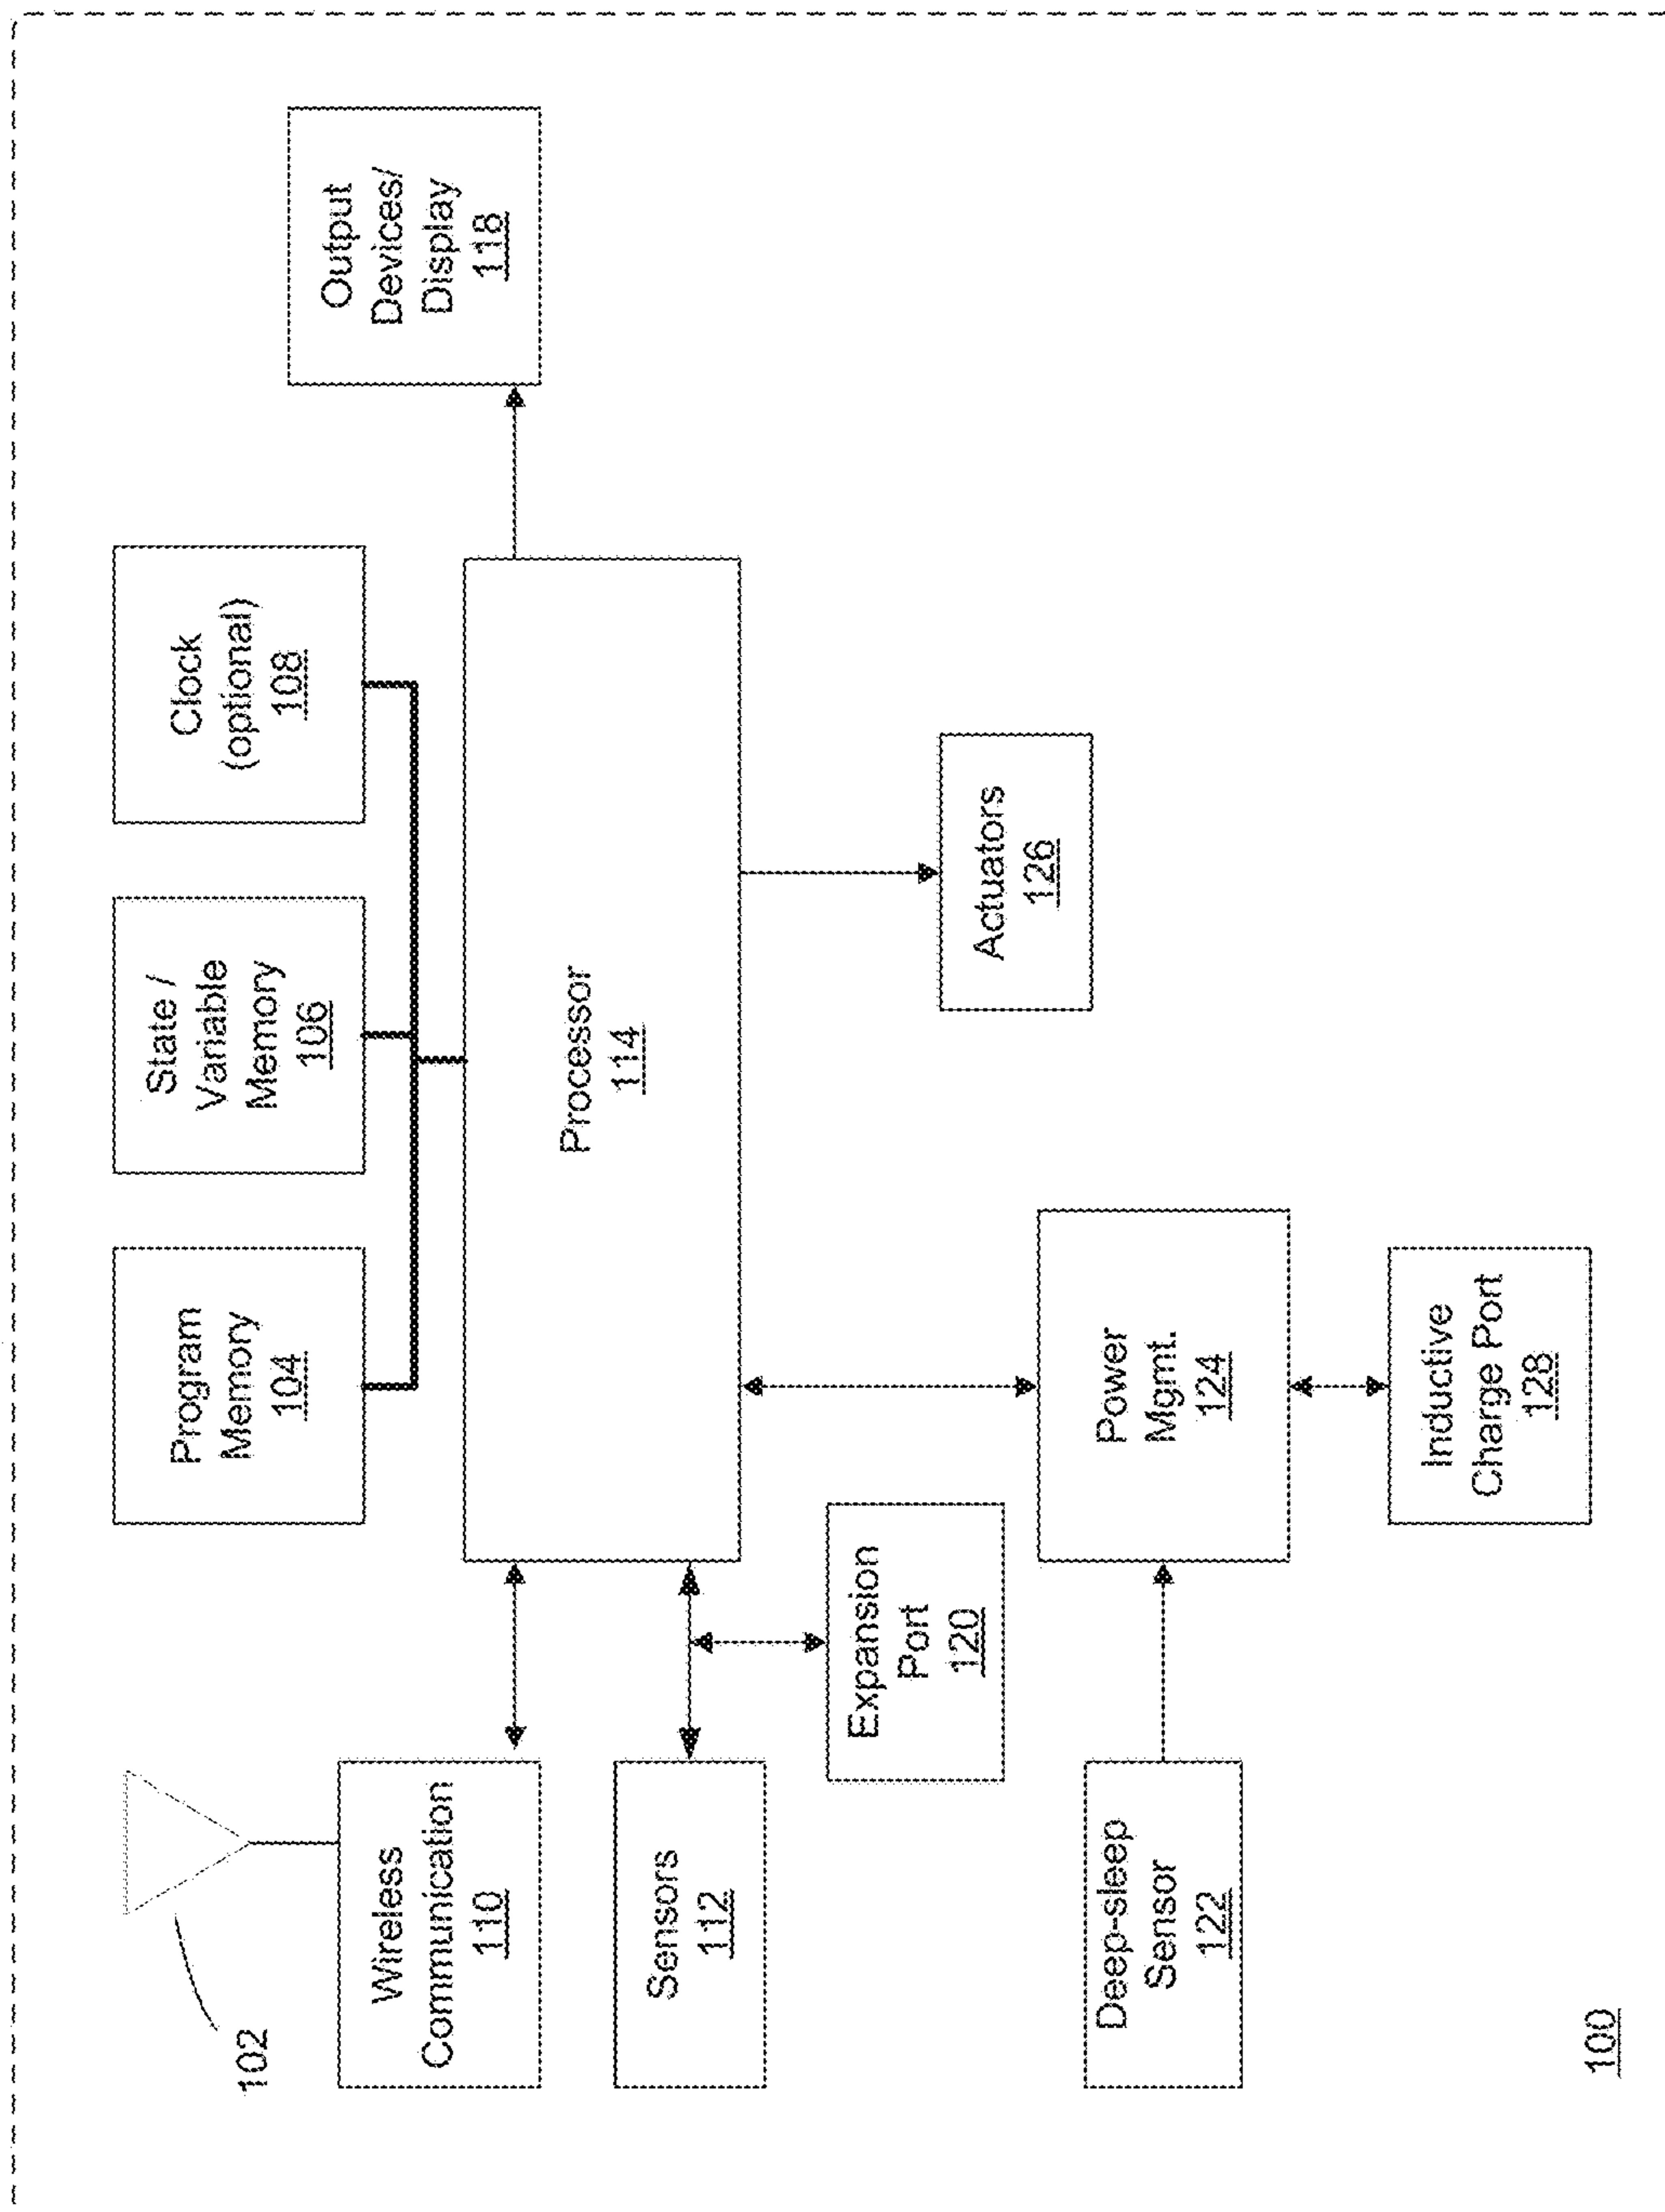 102
Program
Memory
104
State /
Variable
Memory
106
Clock
(optional)
108
Wireless
Communication
110
Sensors
112
Processor
114
Output
Devices/
Display
118
Expansion
Port
120
Deep-sleep
Sensor
122
Power
Mgmt.
124
Actuators
126
Inductive
Charge Port
128
100